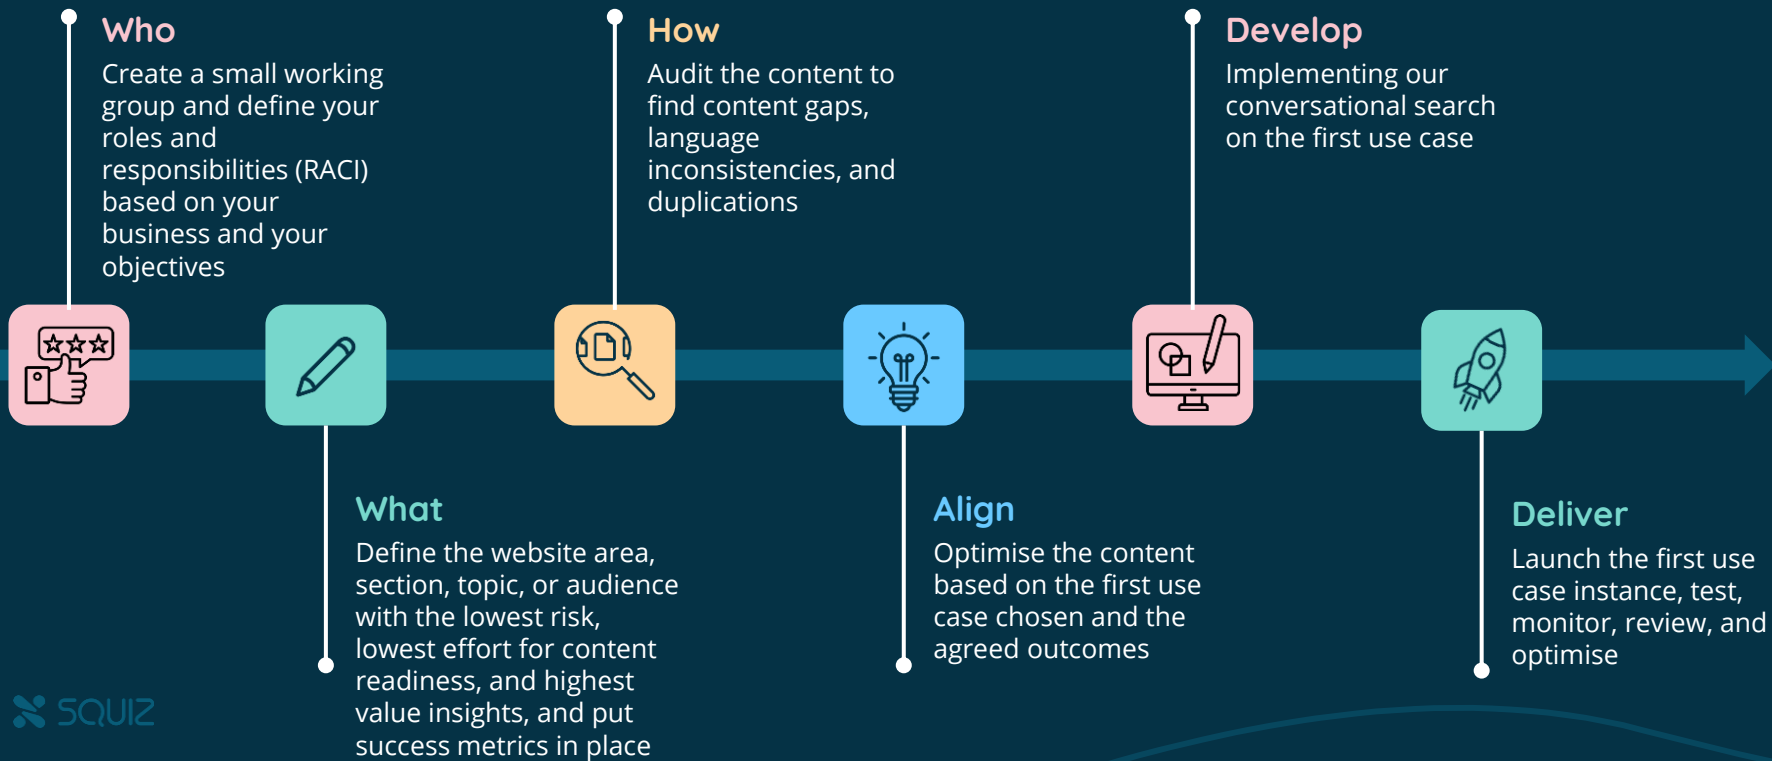 Who
Create a small working
group and define your
roles and
responsibilities (RACI)
based on your
business and your
objectives
What
Define the website area,
section, topic, or audience
with the lowest risk,
lowest effort for content
readiness, and highest
value insights, and put
success metrics in place
How
Audit the content to
find content gaps,
language
inconsistencies, and
duplications
Align
Optimise the content
based on the first use
case chosen and the
agreed outcomes
Develop
Implementing our
conversational search
on the first use case
Deliver
Launch the first use
case instance, test,
monitor, review, and
optimise
SQUIZ